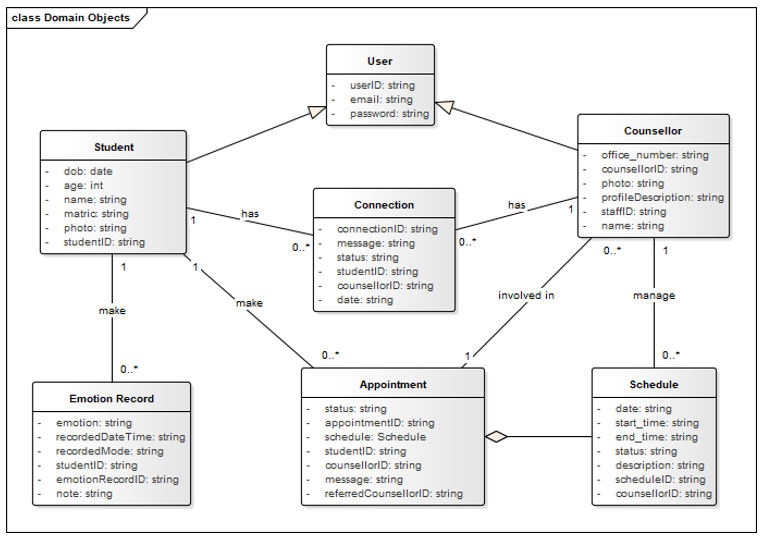 class Domain Objects
User
- userID: string
- email: string
- password: string
Student
- dob: date
- age: int
- name: string
- matric: string
- photo: string
- studentID: string
Counsellor
- office_number: string
- counsellorID: string
- photo: string
- profileDescription: string
- staffID: string
- name: string
Connection
- connectionID: string
- message: string
- status: string
- studentID: string
- counsellorID: string
- date: string
1
has
0..*
has
1
0..*
1
make
0..*
1
make
0..*
0..*
involved in
1
1
manage
0..*
Emotion Record
- emotion: string
- recordedDateTime: string
- recordedMode: string
- studentID: string
- emotionRecordID: string
- note: string
Appointment
- status: string
- appointmentID: string
- schedule: Schedule
- studentID: string
- counsellorID: string
- message: string
- referredCounsellorID: string
Schedule
- date: string
- start_time: string
- end_time: string
- status: string
- description: string
- scheduleID: string
- counsellorID: string